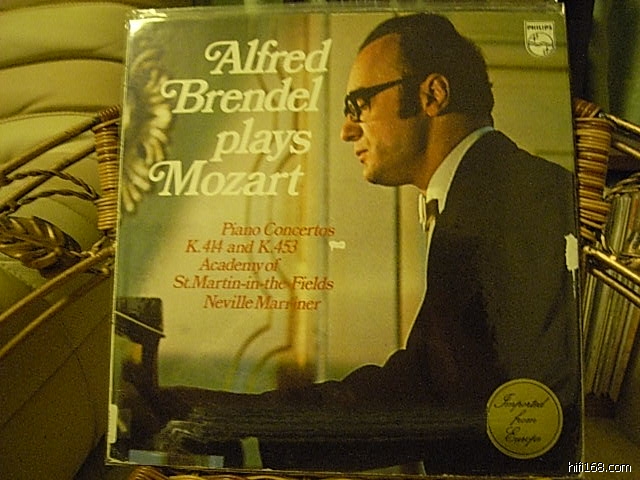 PHILIPS
Alfred
Brendel
plays
Mozart
Piano Concertos
K.414 and K.453
Academy of
St.Martin-in-the-Fields
Neville Marriner
Imported
from
Europe
hifi168.com